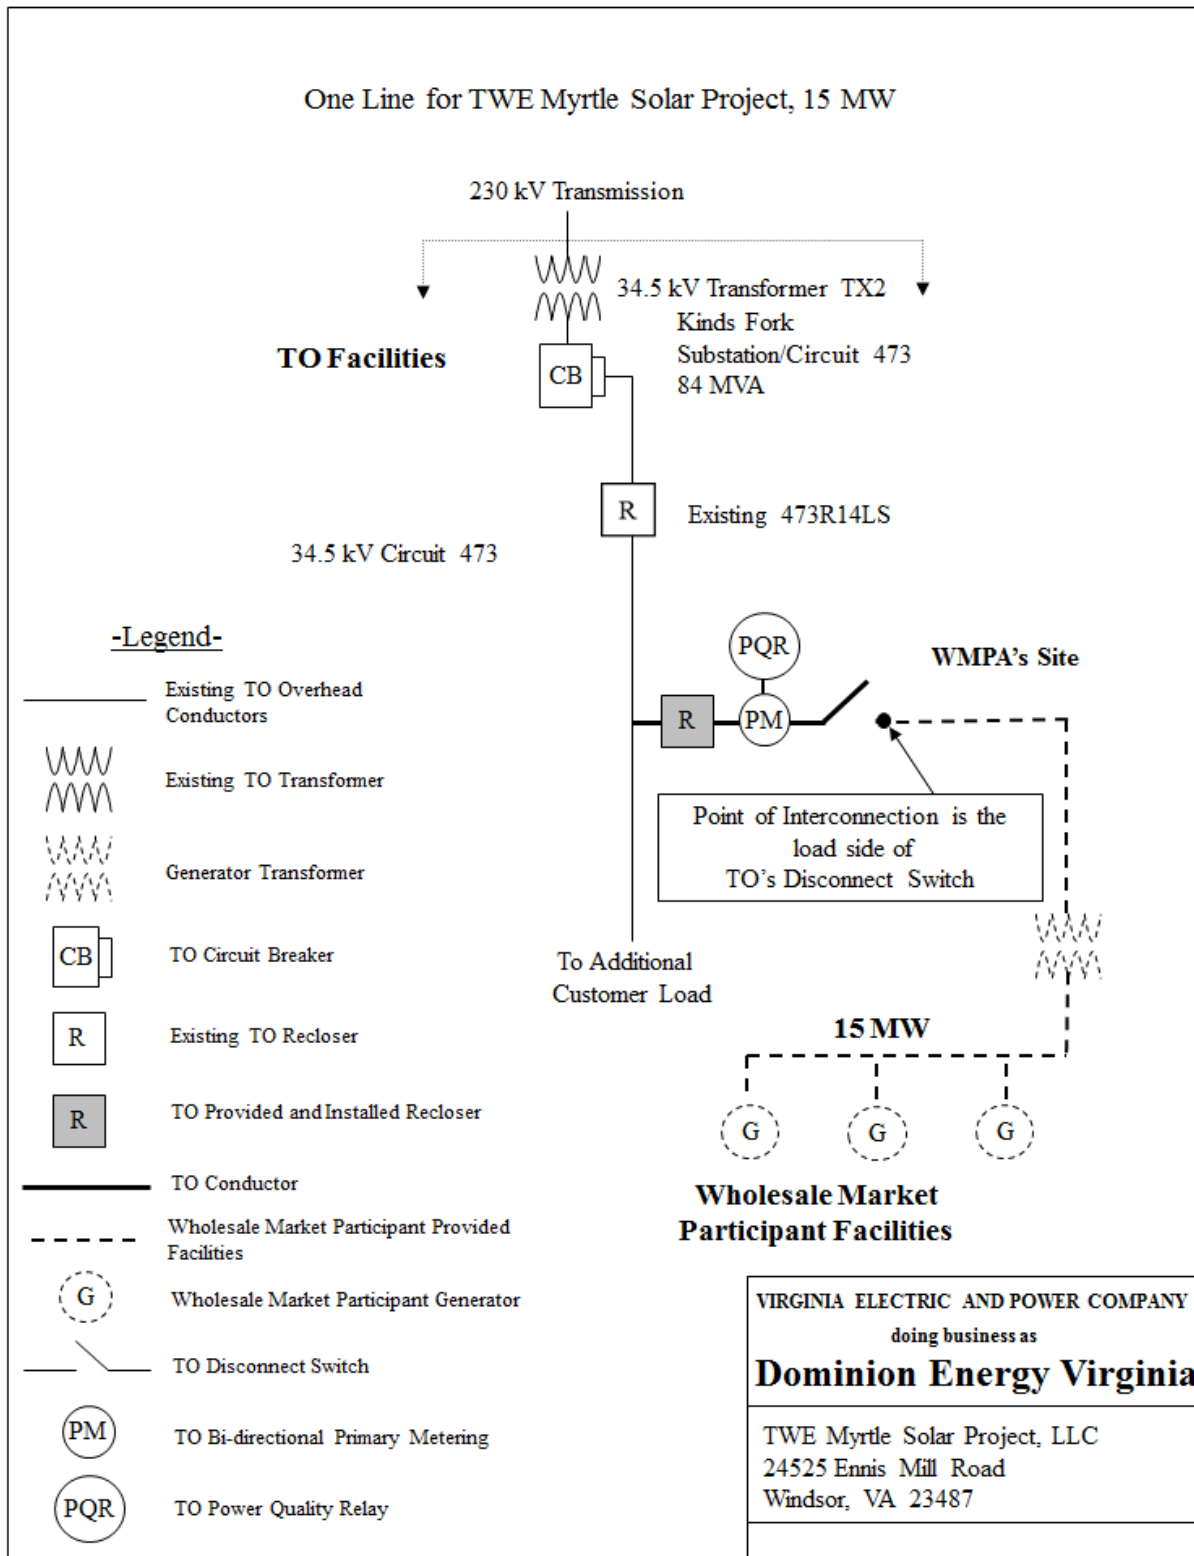 One Line for TWE Myrtle Solar Project, 15 MW
230 kV Transmission
34.5 kV Transformer TX2
Kinds Fork
Substation/Circuit 473
84 MVA
TO Facilities
CB
R
Existing 473R14LS
34.5 kV Circuit 473
PQR
WMPA's Site
R
PM
Point of Interconnection is the
load side of
TO's Disconnect Switch
To Additional
Customer Load
15 MW
G
G
G
Wholesale Market
Participant Facilities
-Legend-
Existing TO Overhead
Conductors
Existing TO Transformer
Generator Transformer
CB
TO Circuit Breaker
R
Existing TO Recloser
R
TO Provided and Installed Recloser
TO Conductor
Wholesale Market Participant Provided
Facilities
G
Wholesale Market Participant Generator
TO Disconnect Switch
PM
TO Bi-directional Primary Metering
PQR
TO Power Quality Relay
VIRGINIA ELECTRIC AND POWER COMPANY
doing business as
Dominion Energy Virginia
TWE Myrtle Solar Project, LLC
24525 Ennis Mill Road
Windsor, VA 23487